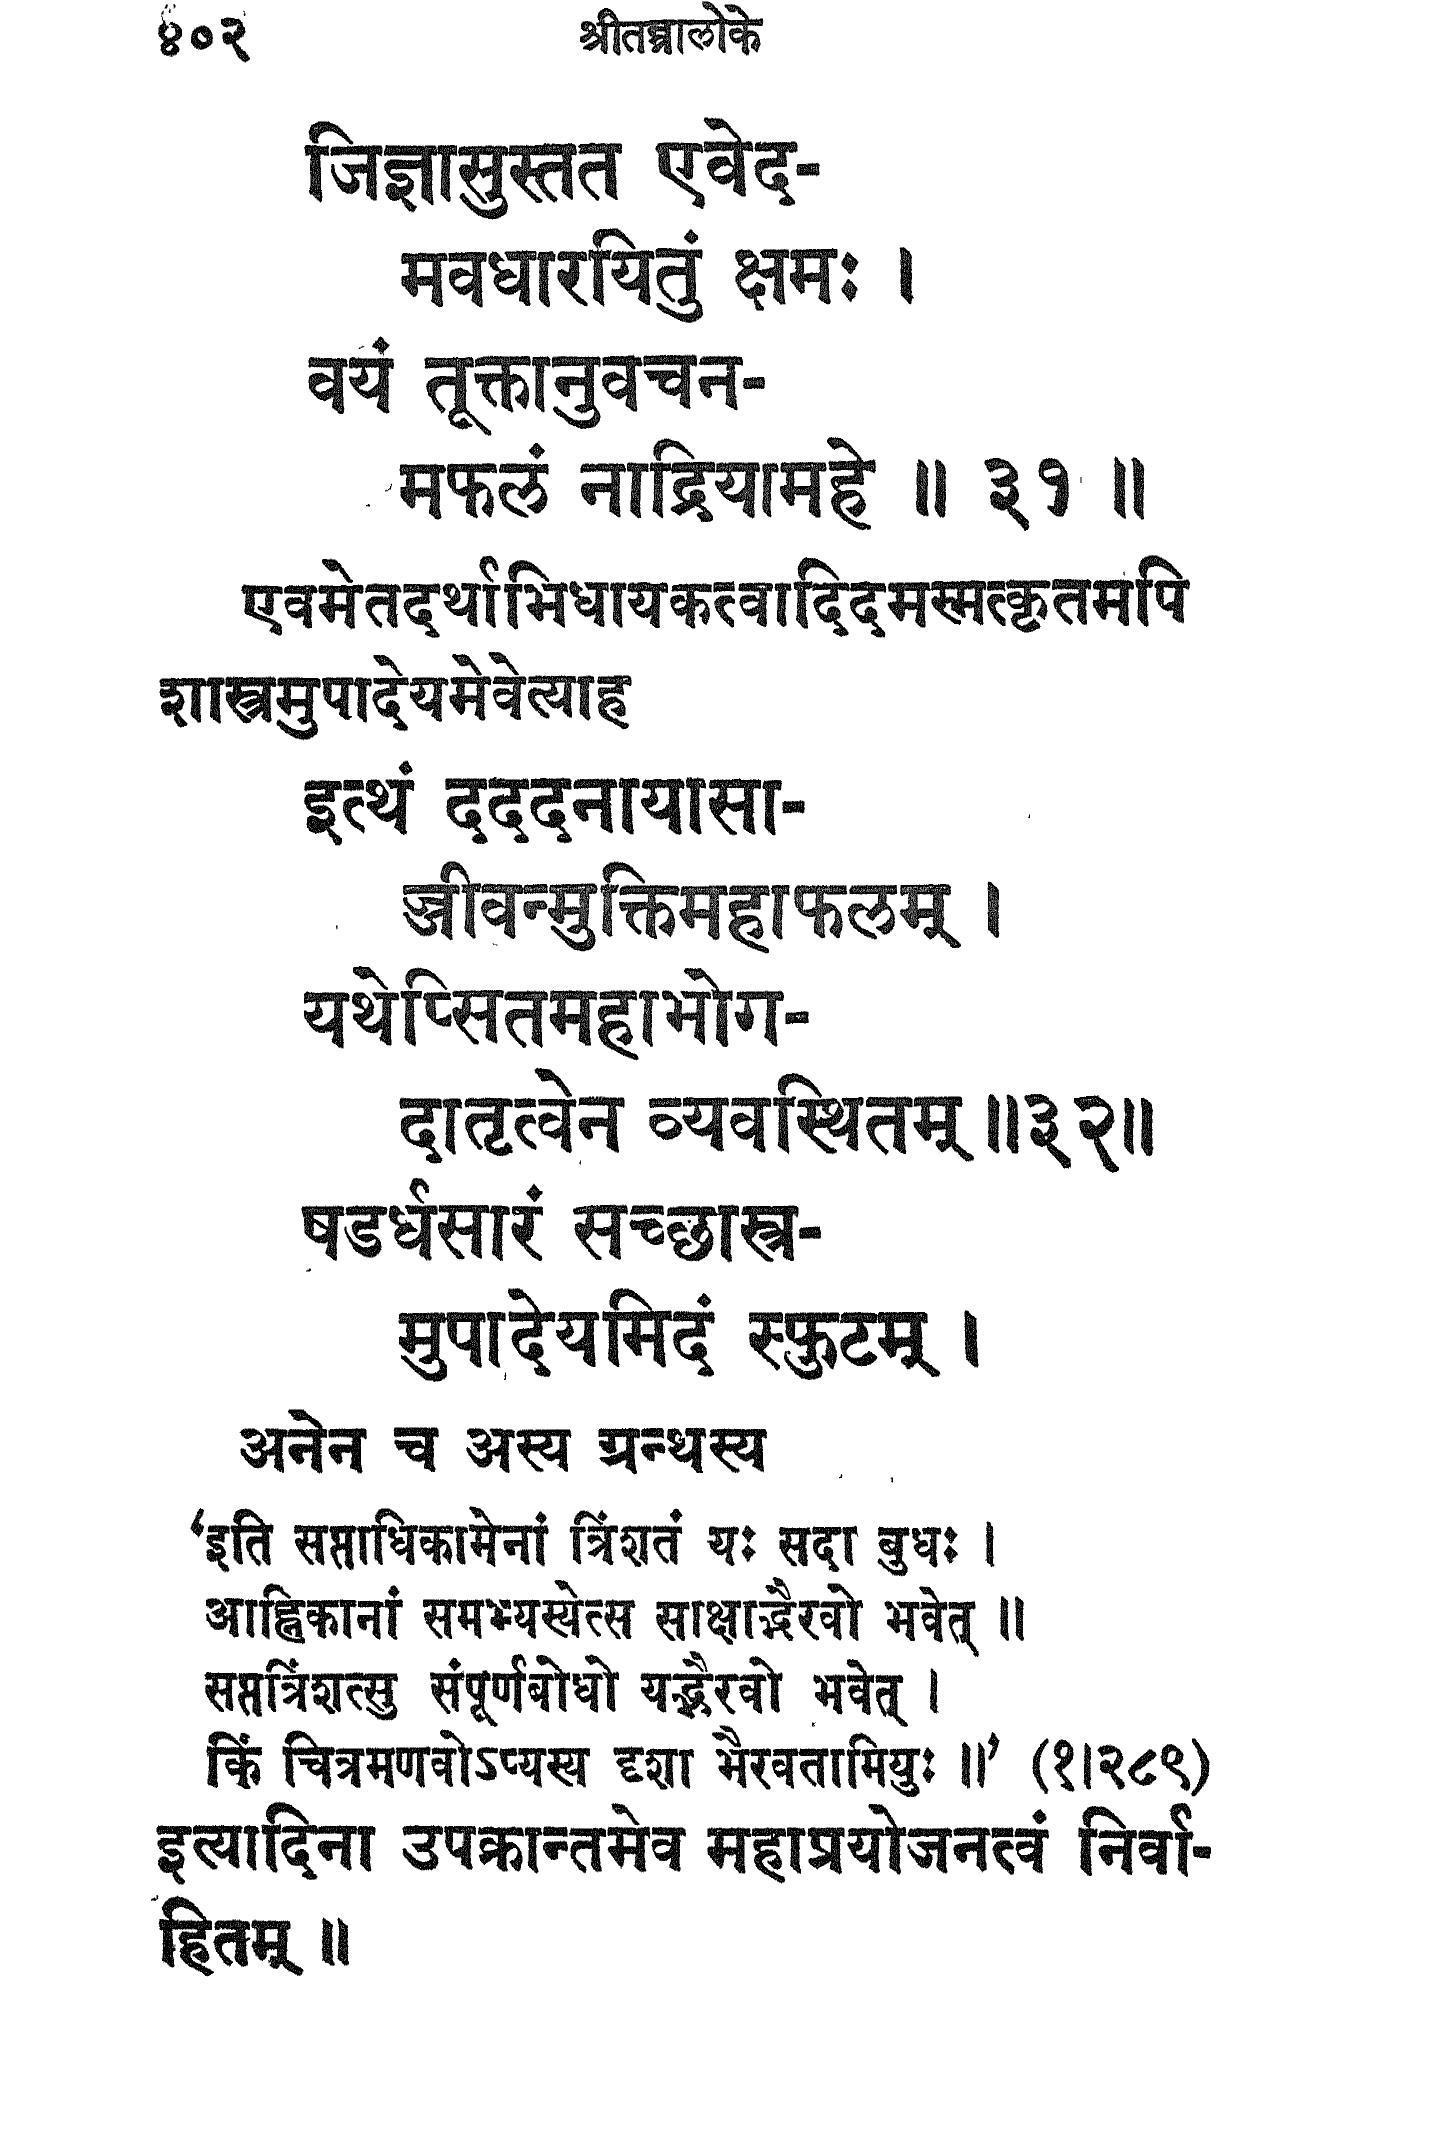 ४०२ श्रीतन्त्रालोके
जिज्ञासुस्तत एवेद-
मवधारयितुं क्षमः ।
वयं तूक्तानुवचन-
मफलं नाद्रियामहे ॥ ३१ ॥
एवमेतदर्थाभिधायकत्वादिदमस्मत्कृतमपि
शास्त्रमुपादेयमेवेत्याह
इत्थं दददनायासा-
ज्जीवन्मुक्तिमहाफलम् ।
यथेप्सितमहाभोग-
दातृत्वेन व्यवस्थितम् ॥३२॥
षडर्धसारं सच्छास्त्र-
मुपादेयमिदं स्फुटम् ।
अनेन च अस्य ग्रन्थस्य
‘इति सप्ताधिकामेनां त्रिंशतं यः सदा बुधः ।
आह्निकानां समभ्यस्येत्स साक्षाद्भैरवो भवेत् ॥
सप्तत्रिंशत्सु संपूर्णबोधो यद्भैरवो भवेत् ।
किं चित्रमणवोऽप्यस्य दृशा भैरवतामियुः ॥’ (१।२८९)
इत्यादिना उपक्रान्तमेव महाप्रयोजनत्वं निर्वा-
हितम् ॥